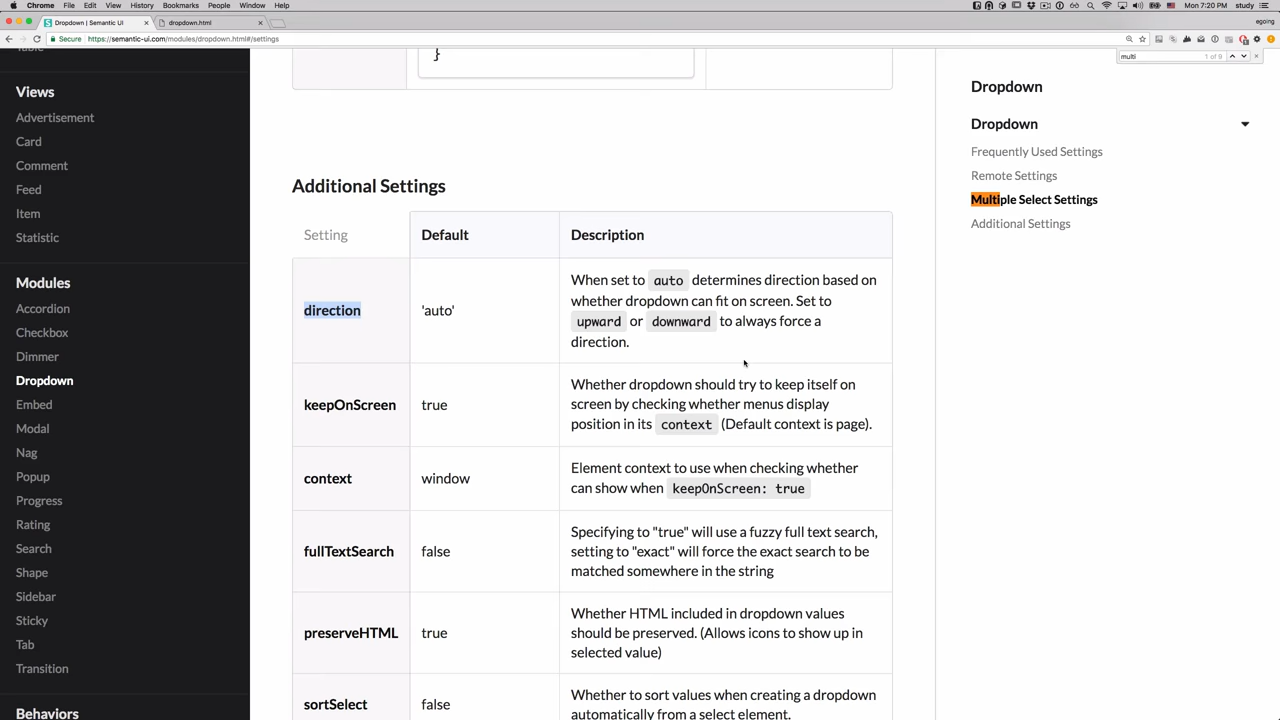 Chrome File Edit View History Bookmarks People Window Help
Mon 7:20 PM study
Dropdown | Semantic UI
dropdown.html
egoing
Secure https://semantic-ui.com/modules/dropdown.html#/settings
multi 1 of 9
Table
Views
Advertisement
Card
Comment
Feed
Item
Statistic
Modules
Accordion
Checkbox
Dimmer
Dropdown
Embed
Modal
Nag
Popup
Progress
Rating
Search
Shape
Sidebar
Sticky
Tab
Transition
Behaviors
}
Additional Settings
Setting Default Description
direction 'auto' When set to auto determines direction based on
whether dropdown can fit on screen. Set to
upward or downward to always force a
direction.
keepOnScreen true Whether dropdown should try to keep itself on
screen by checking whether menus display
position in its context (Default context is page).
context window Element context to use when checking whether
can show when keepOnScreen: true
fullTextSearch false Specifying to "true" will use a fuzzy full text search,
setting to "exact" will force the exact search to be
matched somewhere in the string
preserveHTML true Whether HTML included in dropdown values
should be preserved. (Allows icons to show up in
selected value)
sortSelect false Whether to sort values when creating a dropdown
automatically from a select element.
Dropdown
Dropdown
Frequently Used Settings
Remote Settings
Multiple Select Settings
Additional Settings